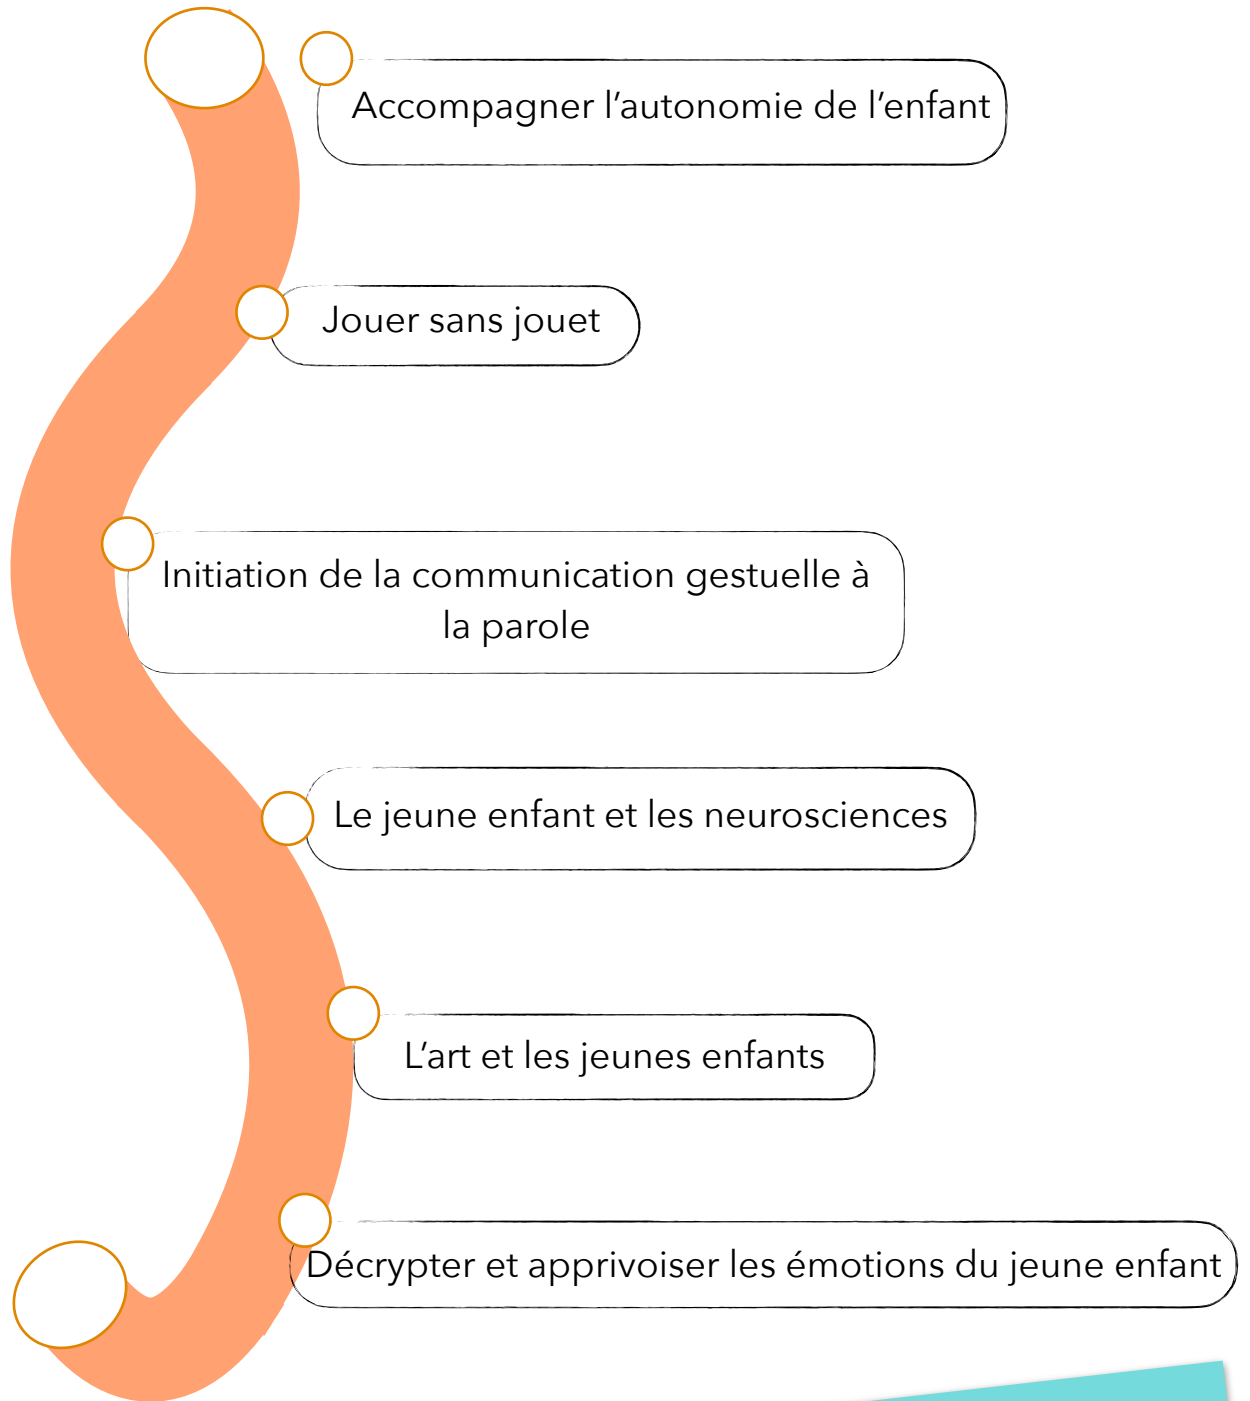 Accompagner l’autonomie de l’enfant
Jouer sans jouet
Initiation de la communication gestuelle à
la parole
Le jeune enfant et les neurosciences
L’art et les jeunes enfants
Décrypter et apprivoiser les émotions du jeune enfant